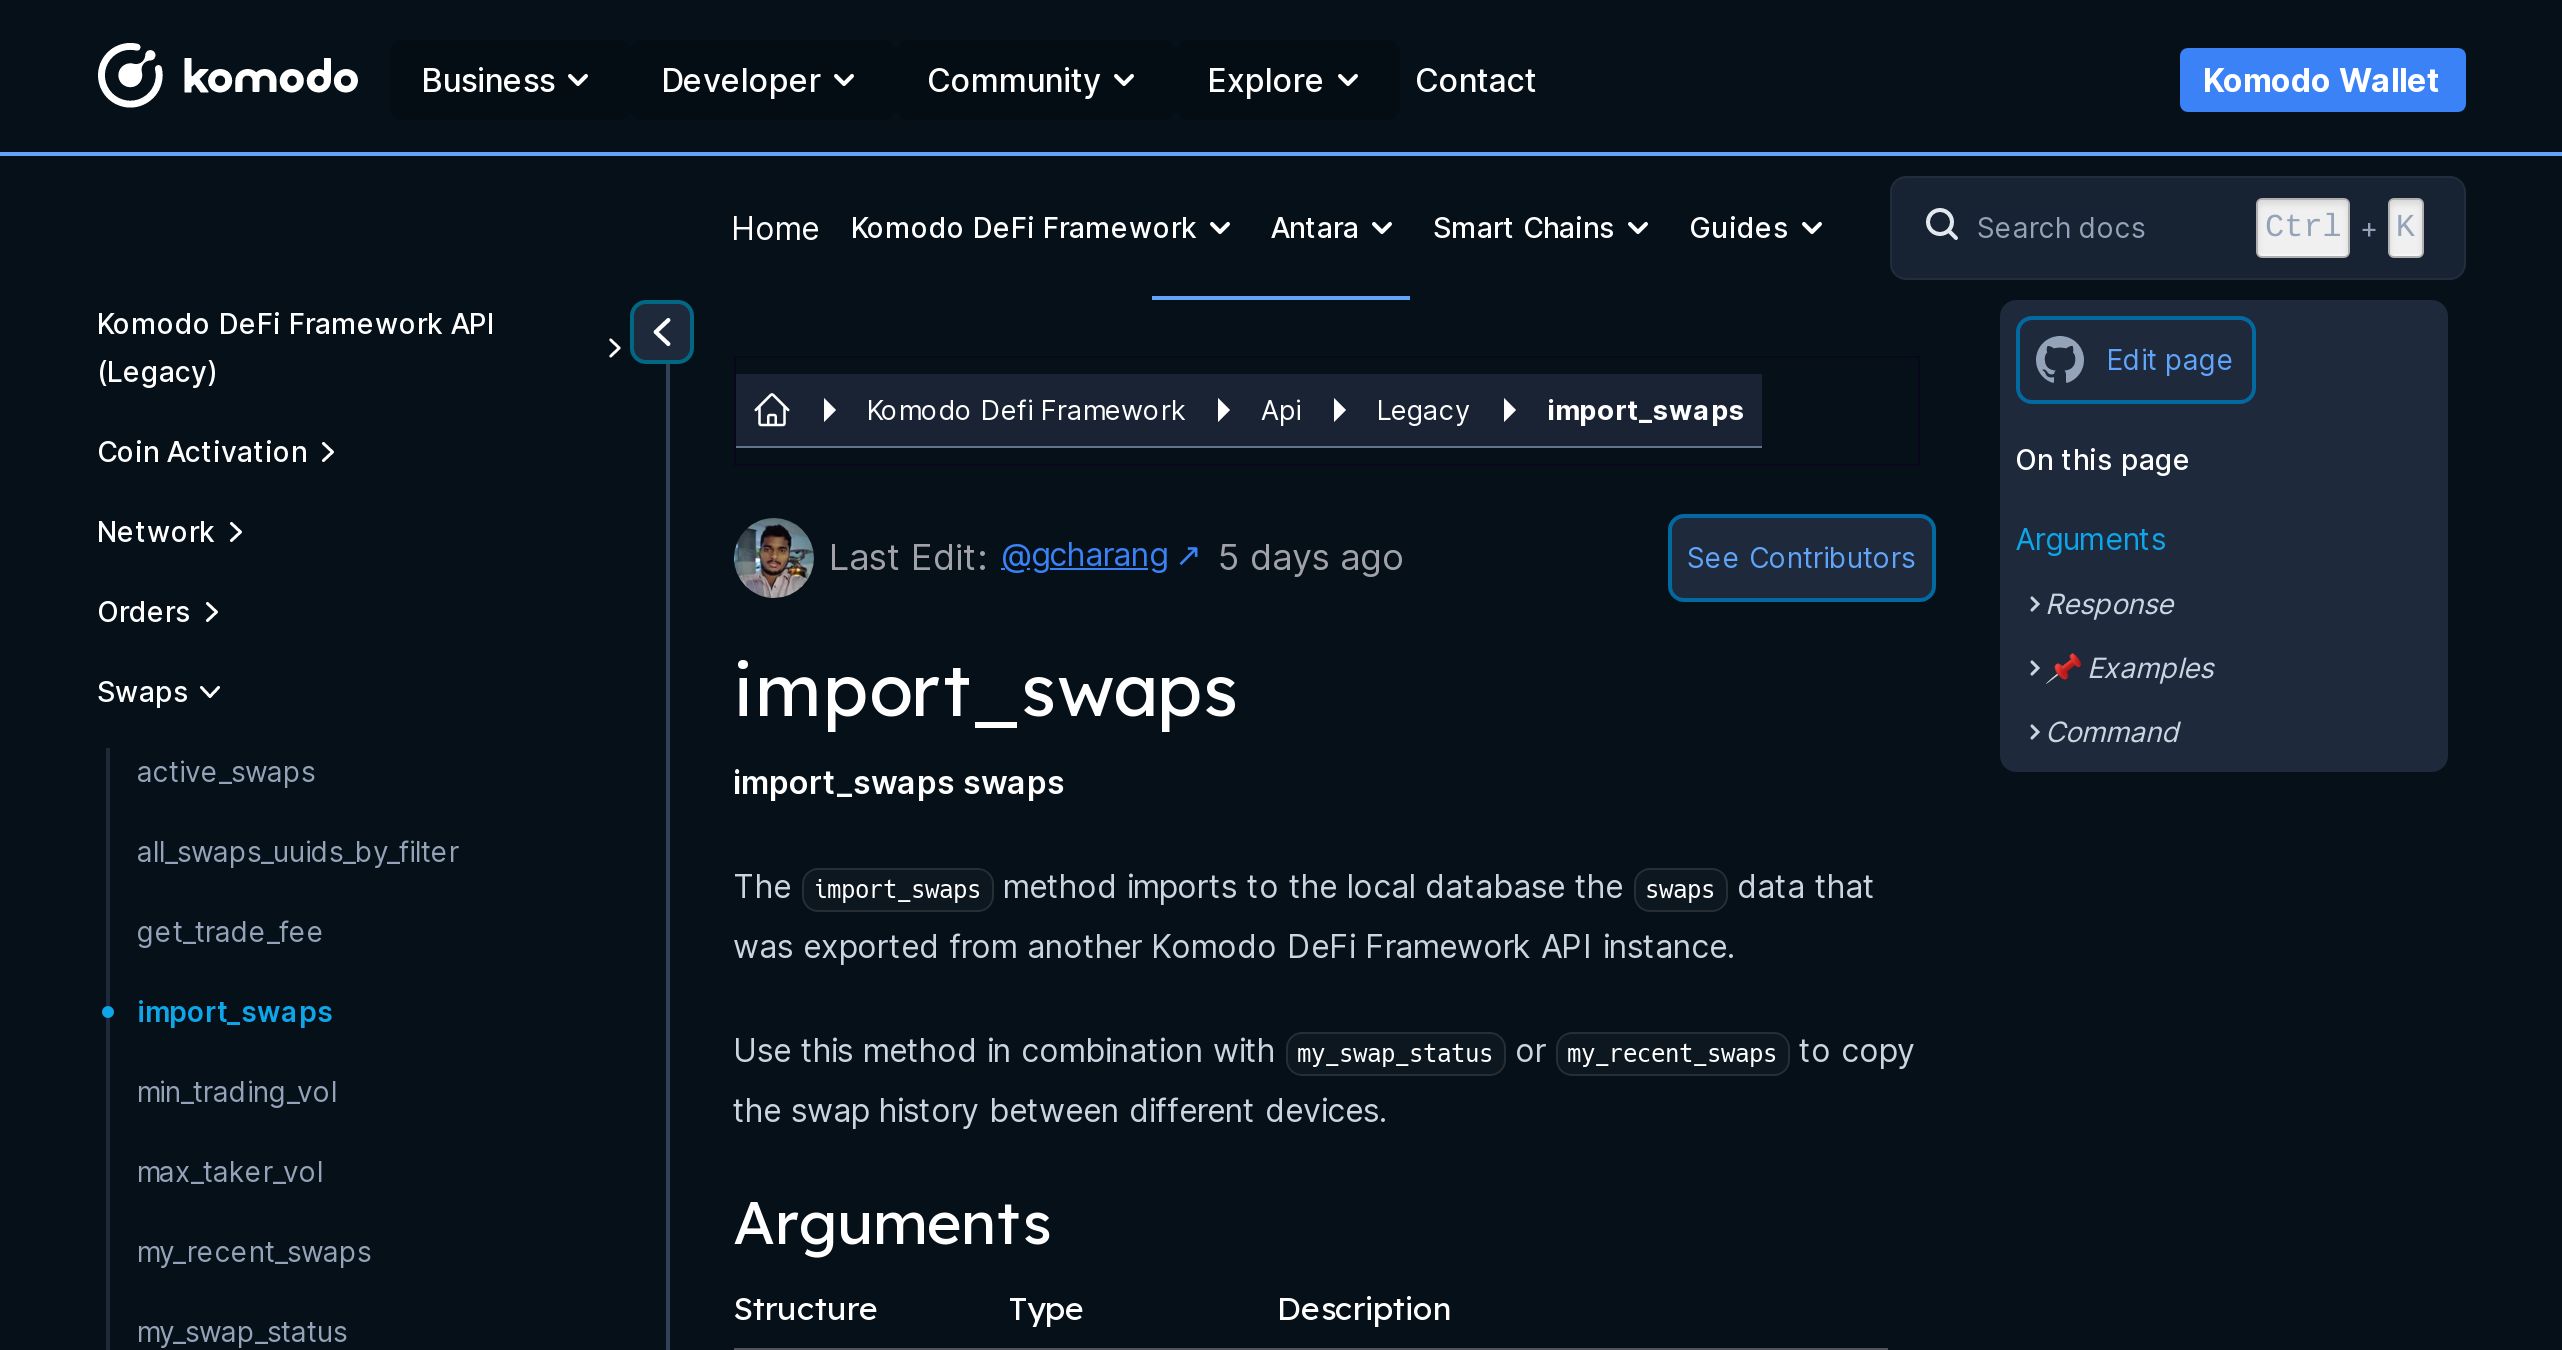 komodo
Business
Developer
Community
Explore
Contact
Komodo Wallet
Home
Komodo DeFi Framework
Antara
Smart Chains
Guides
Search docs
Ctrl + K
Komodo DeFi Framework API
(Legacy)
Coin Activation
Network
Orders
Swaps
active_swaps
all_swaps_uuids_by_filter
get_trade_fee
import_swaps
min_trading_vol
max_taker_vol
my_recent_swaps
my_swap_status
Komodo Defi Framework
Api
Legacy
import_swaps
Last Edit: @gcharang ↗ 5 days ago
See Contributors
import_swaps
import_swaps swaps
The import_swaps method imports to the local database the swaps data that
was exported from another Komodo DeFi Framework API instance.
Use this method in combination with my_swap_status or my_recent_swaps to copy
the swap history between different devices.
Arguments
Structure Type Description
Edit page
On this page
Arguments
Response
📌 Examples
Command